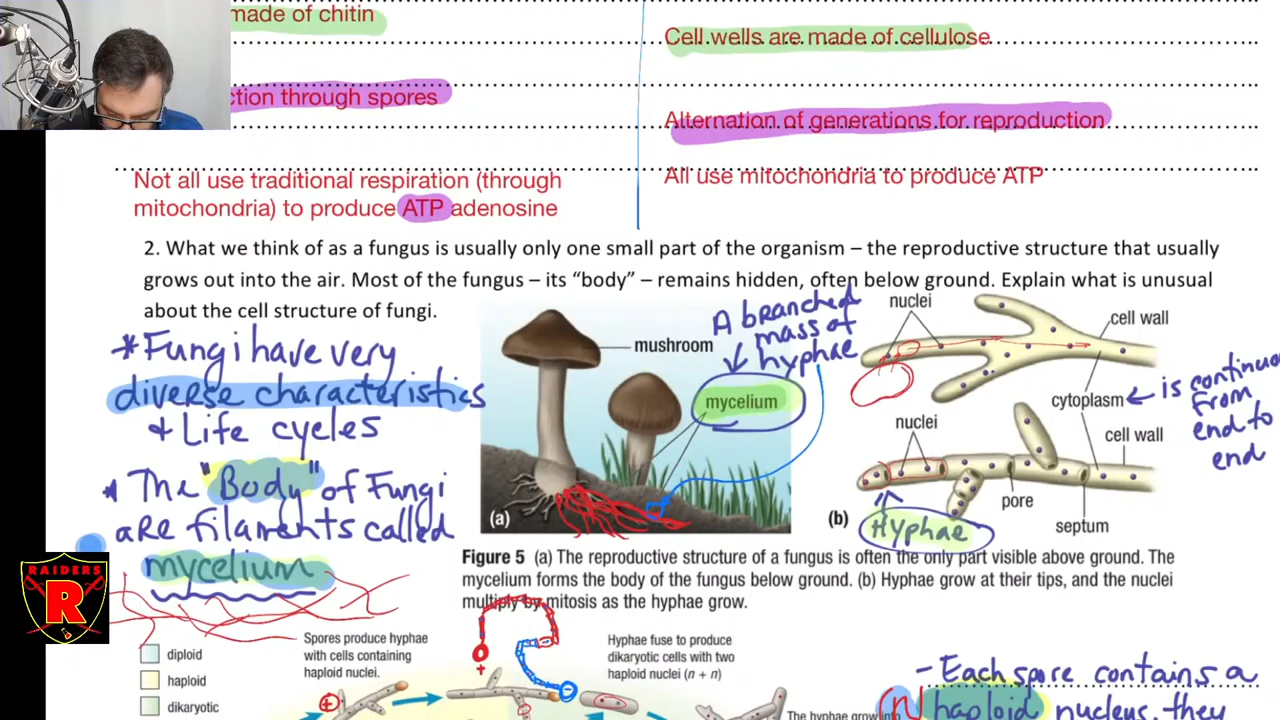 made of chitin
Cell walls are made of cellulose
ction through spores
Alternation of generations for reproduction
Not all use traditional respiration (through
mitochondria) to produce ATP adenosine
All use mitochondria to produce ATP
2. What we think of as a fungus is usually only one small part of the organism – the reproductive structure that usually
grows out into the air. Most of the fungus – its “body” – remains hidden, often below ground. Explain what is unusual
about the cell structure of fungi.
* Fungi have very
diverse characteristics
+ Life cycles
* The "Body" of Fungi
are filaments called
mycelium
mushroom
A branched
mass of
hyphae
mycelium
(a)
nuclei
cell wall
cytoplasm
is continuou
from
end to
end
nuclei
cell wall
pore
septum
(b)
Hyphae
Figure 5 (a) The reproductive structure of a fungus is often the only part visible above ground. The
mycelium forms the body of the fungus below ground. (b) Hyphae grow at their tips, and the nuclei
multiply by mitosis as the hyphae grow.
RAIDERS
R
diploid
haploid
dikaryotic
Spores produce hyphae
with cells containing
haploid nuclei.
+
+
-
Hyphae fuse to produce
dikaryotic cells with two
haploid nuclei (n + n)
The hyphae grow into
- Each spore contains a
n haploid nucleus, they